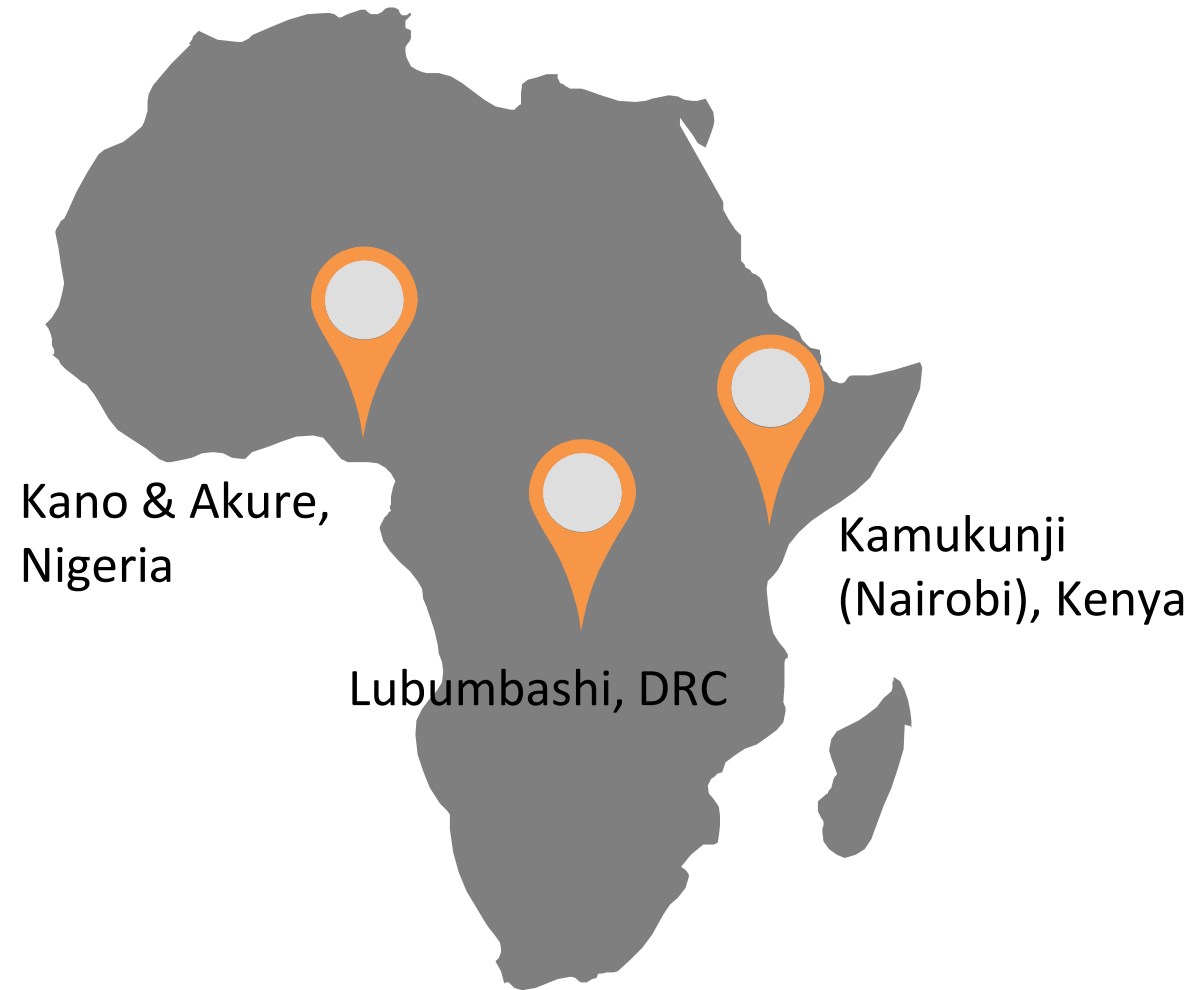 Kano & Akure,
Nigeria
Kamukunji
(Nairobi), Kenya
Lubumbashi, DRC